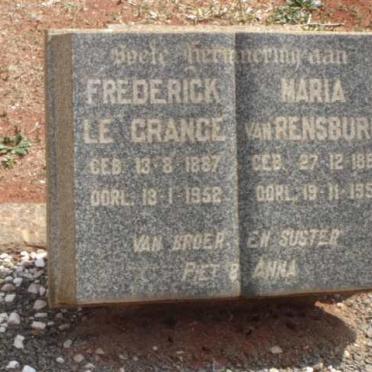 Soete Herinnering aan
FREDERICK
LE GRANGE
GEB. 13-8-1887
OORL. 13-1-1952
MARIA
VAN RENSBUR
GEB. 27-12-18
OORL. 19-11-195
VAN BROER EN SUSTER
PIET & ANNA